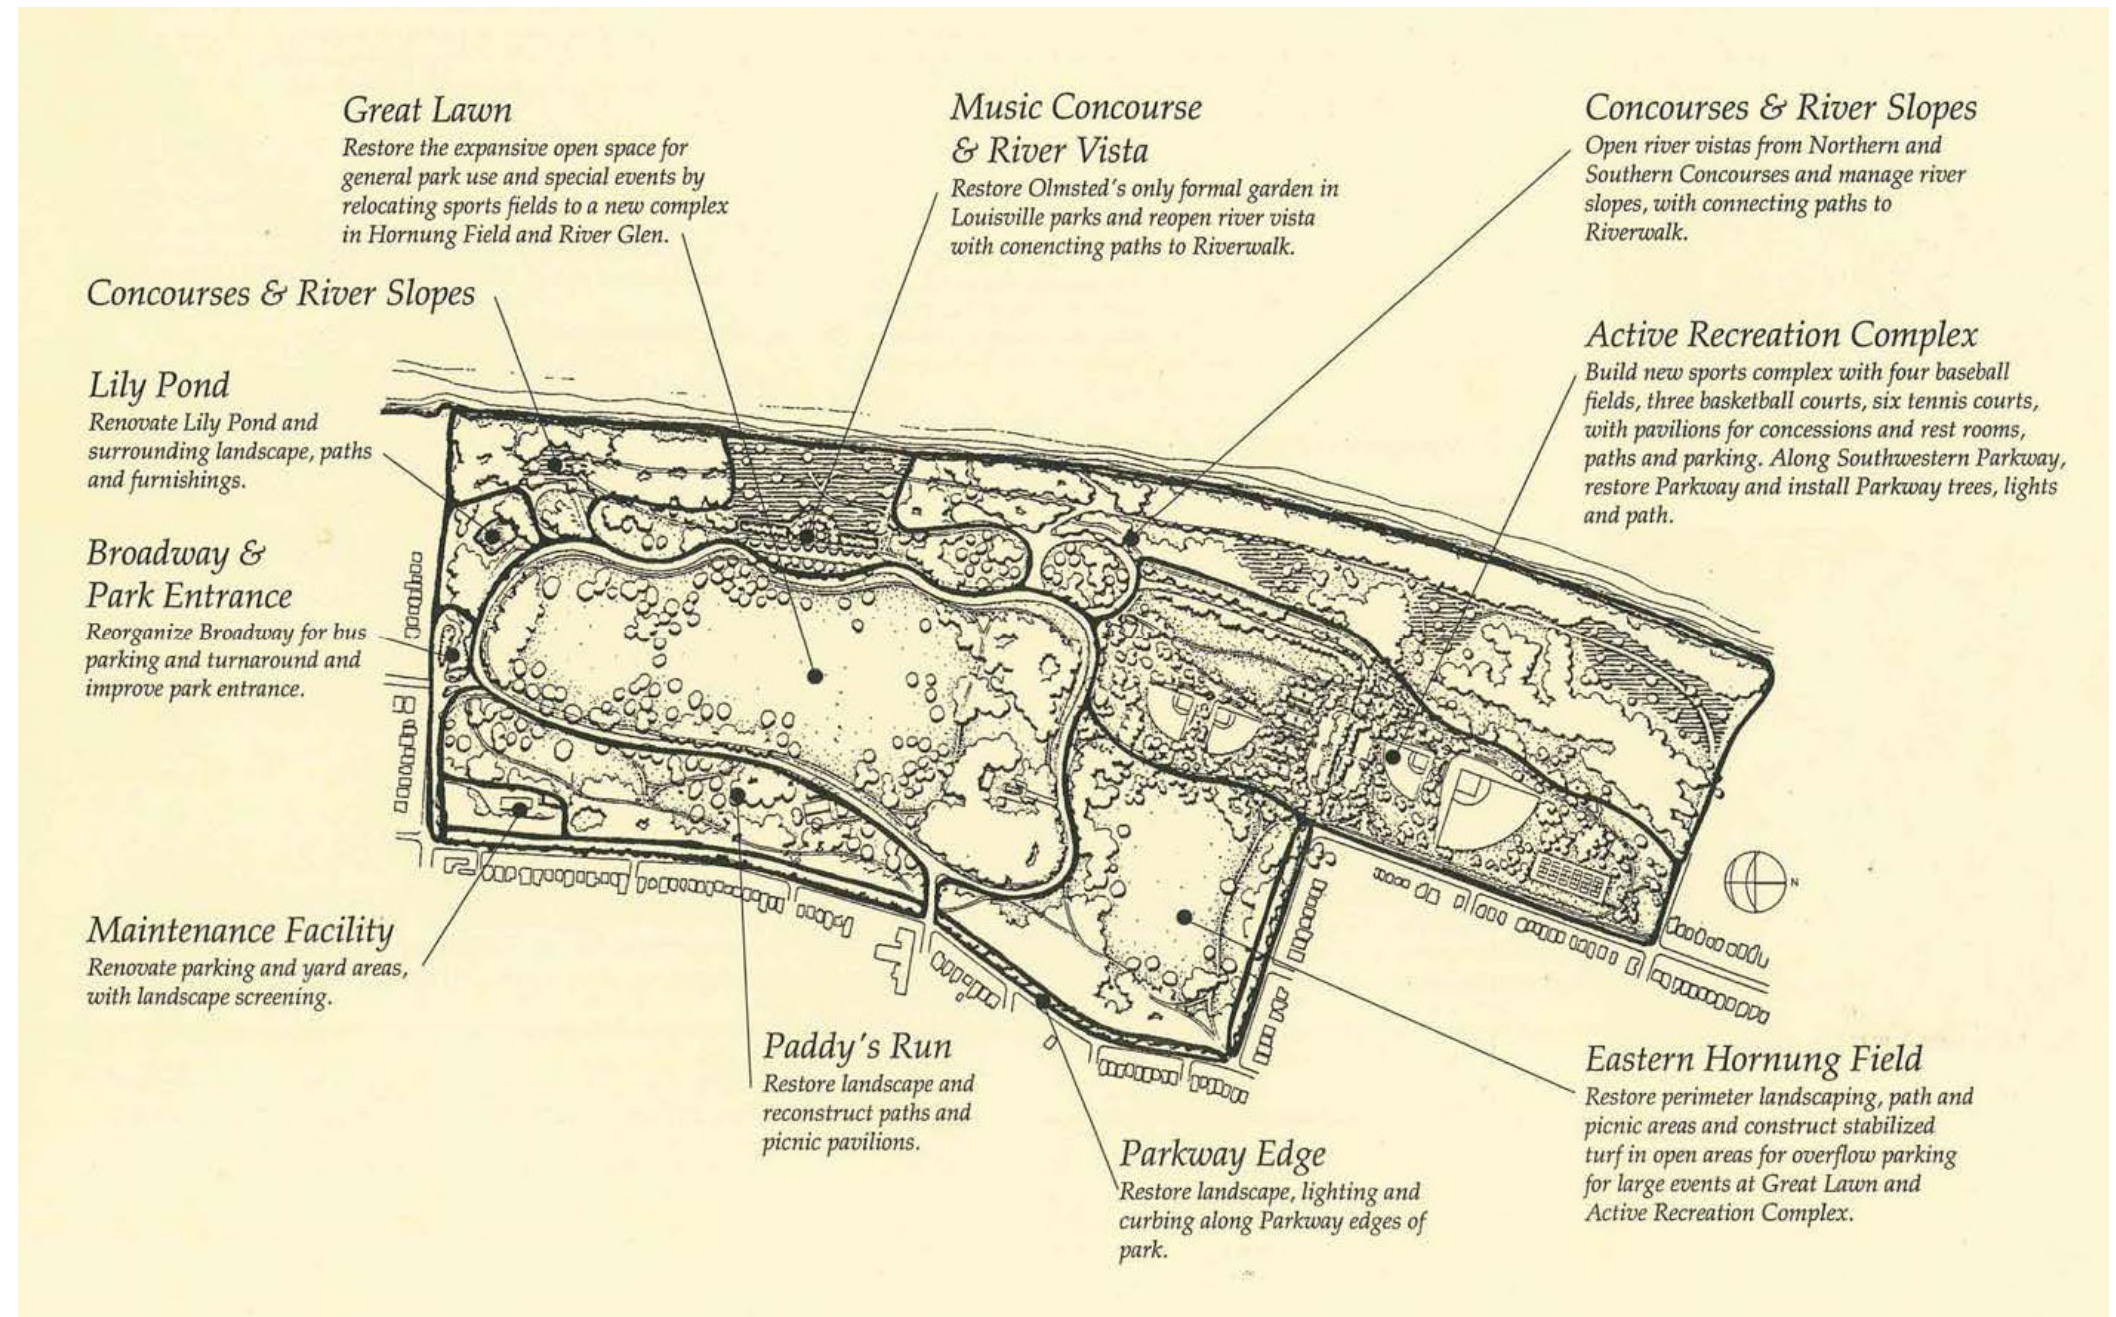 Great Lawn
Restore the expansive open space for
general park use and special events by
relocating sports fields to a new complex
in Hornung Field and River Glen.
Music Concourse
& River Vista
Restore Olmsted's only formal garden in
Louisville parks and reopen river vista
with conencting paths to Riverwalk.
Concourses & River Slopes
Open river vistas from Northern and
Southern Concourses and manage river
slopes, with connecting paths to
Riverwalk.
Concourses & River Slopes
Lily Pond
Renovate Lily Pond and
surrounding landscape, paths
and furnishings.
Active Recreation Complex
Build new sports complex with four baseball
fields, three basketball courts, six tennis courts,
with pavilions for concessions and rest rooms,
paths and parking. Along Southwestern Parkway,
restore Parkway and install Parkway trees, lights
and path.
Broadway &
Park Entrance
Reorganize Broadway for bus
parking and turnaround and
improve park entrance.
N
Maintenance Facility
Renovate parking and yard areas,
with landscape screening.
Paddy's Run
Restore landscape and
reconstruct paths and
picnic pavilions.
Parkway Edge
Restore landscape, lighting and
curbing along Parkway edges of
park.
Eastern Hornung Field
Restore perimeter landscaping, path and
picnic areas and construct stabilized
turf in open areas for overflow parking
for large events at Great Lawn and
Active Recreation Complex.